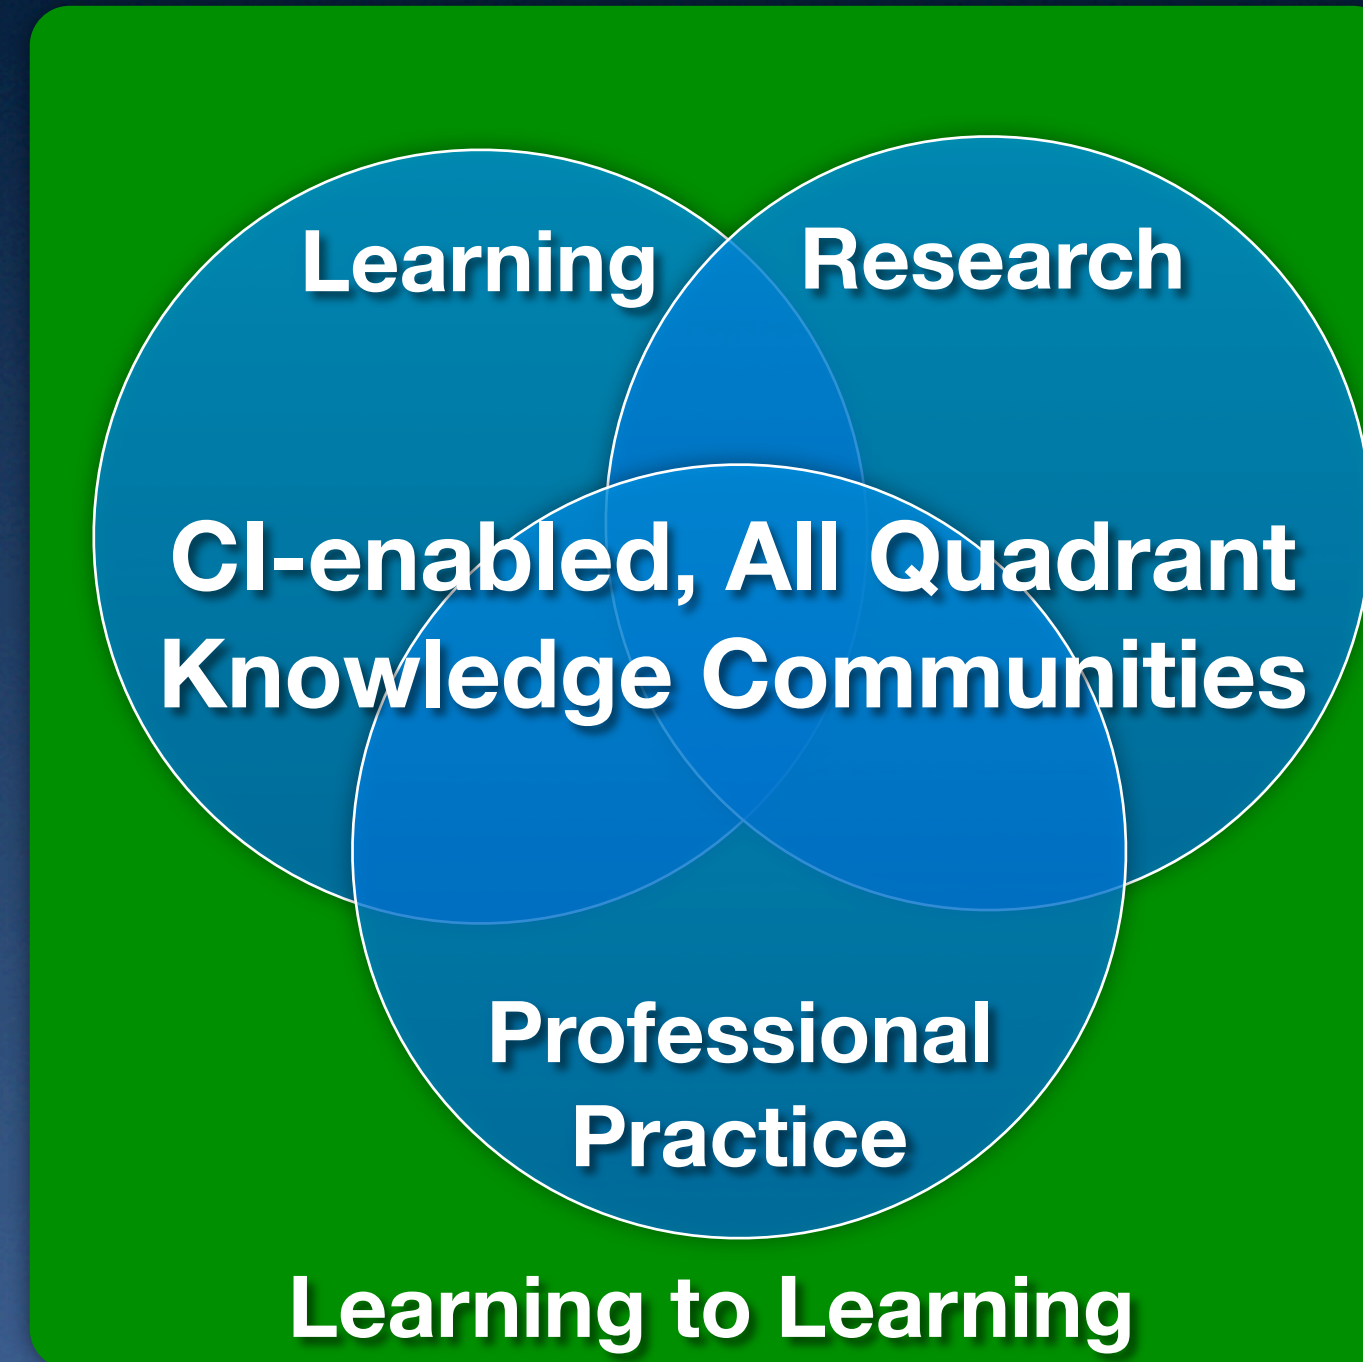 Learning
Research
CI-enabled, All Quadrant
Knowledge Communities
Professional
Practice
Learning to Learning